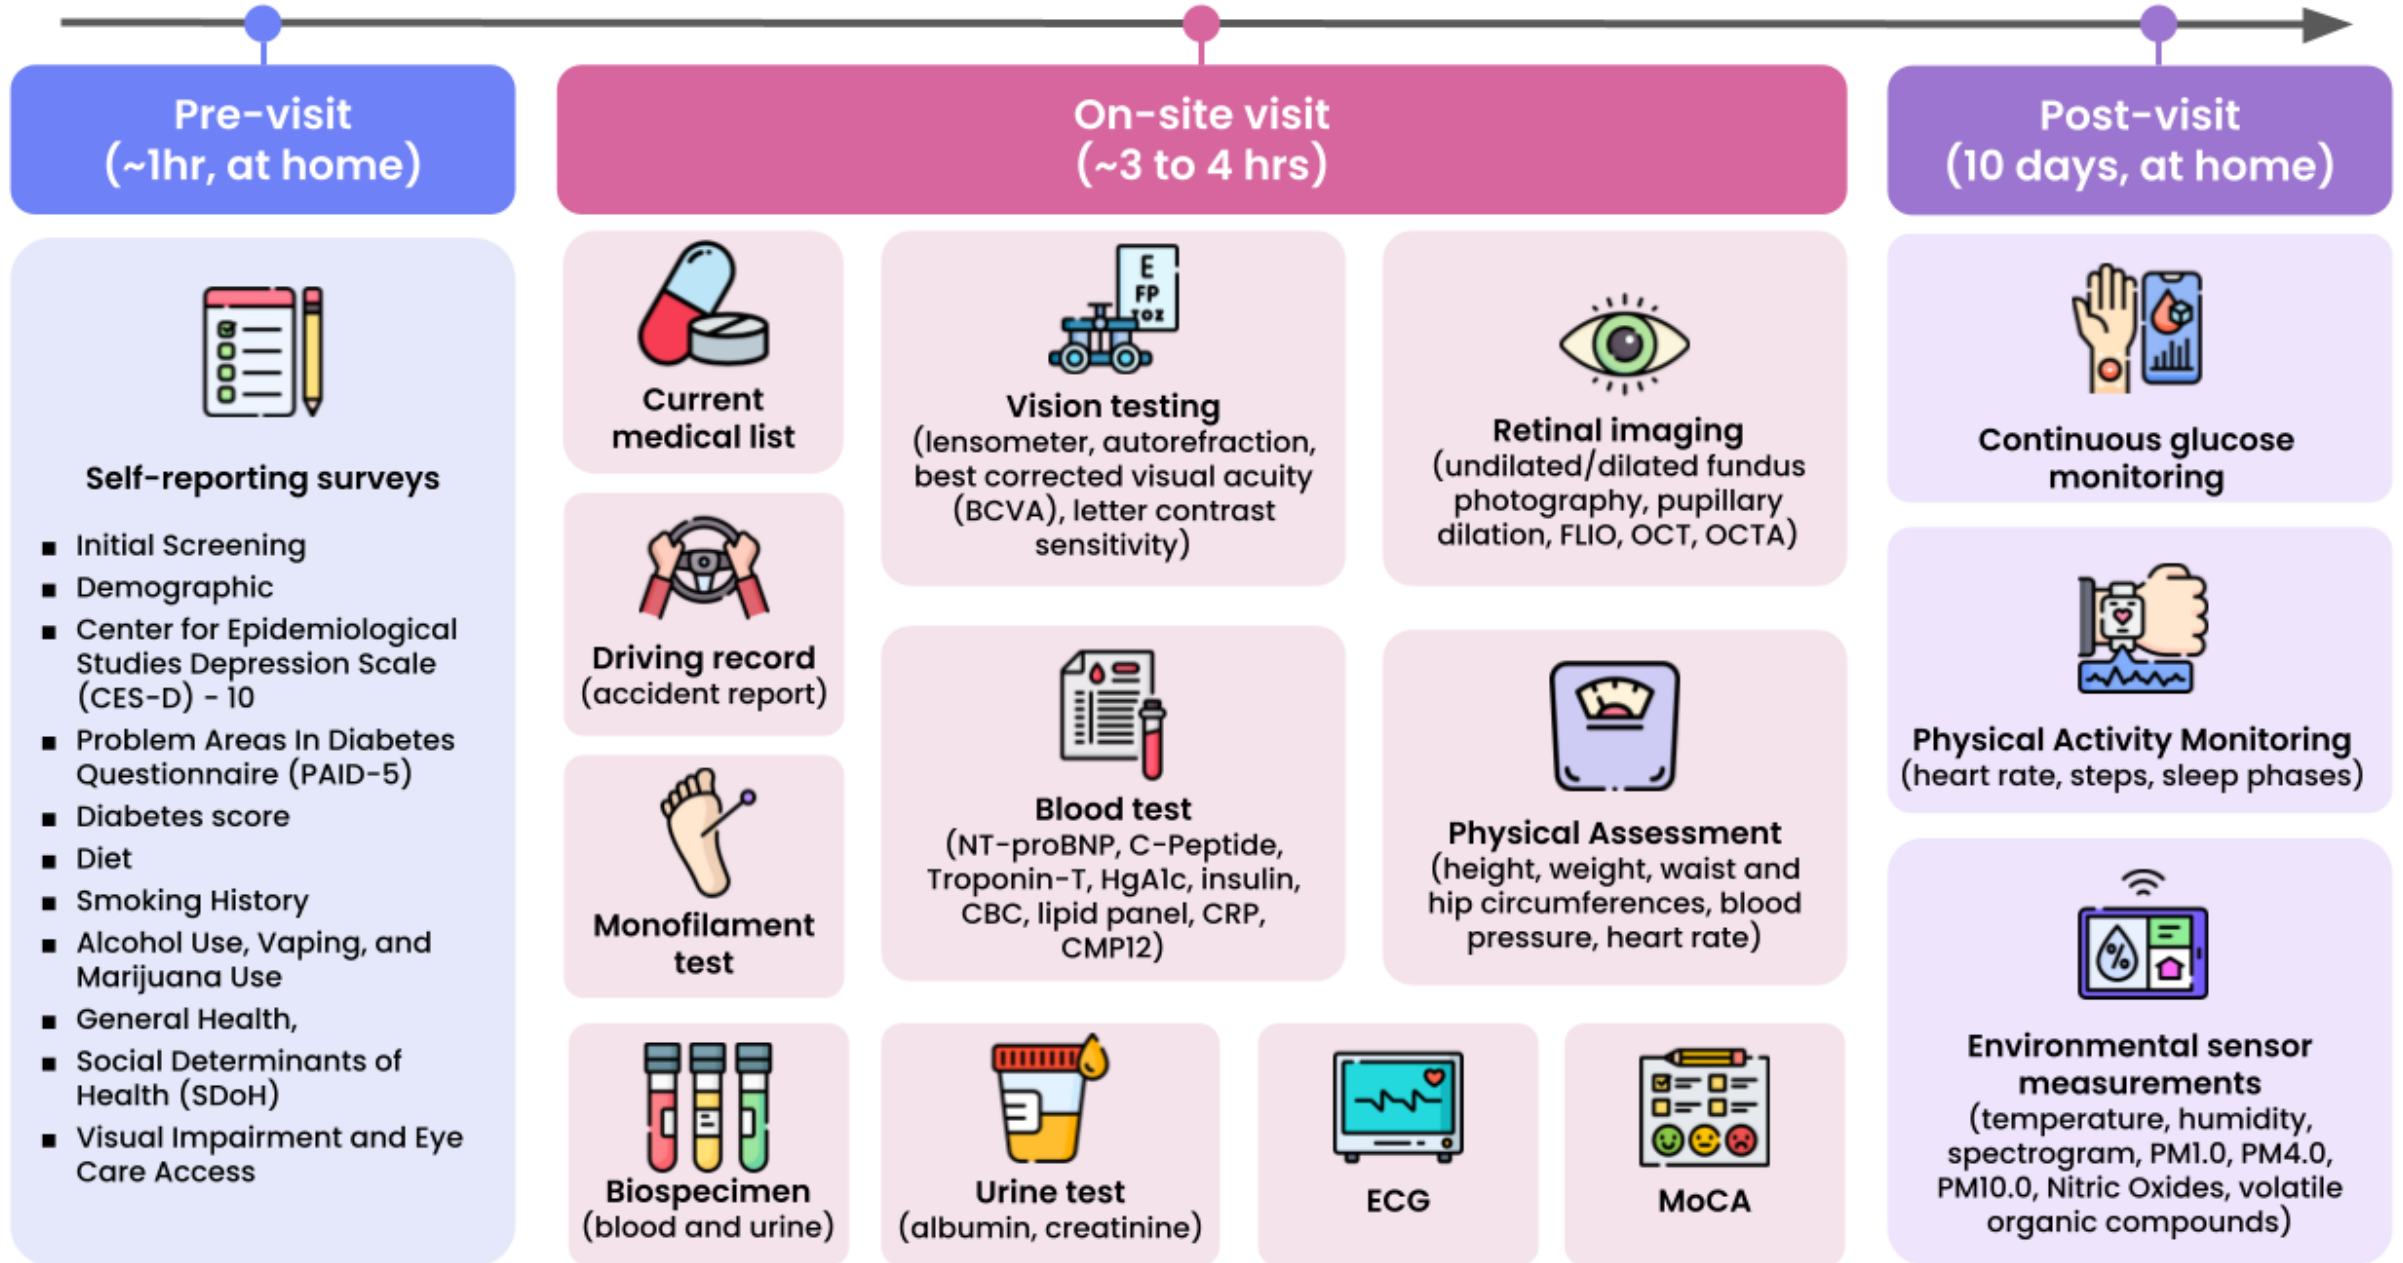 Pre-visit
(~1hr, at home)
On-site visit
(~3 to 4 hrs)
Post-visit
(10 days, at home)
Self-reporting surveys
▪ Initial Screening
▪ Demographic
▪ Center for Epidemiological
Studies Depression Scale
(CES-D) - 10
▪ Problem Areas In Diabetes
Questionnaire (PAID-5)
▪ Diabetes score
▪ Diet
▪ Smoking History
▪ Alcohol Use, Vaping, and
Marijuana Use
▪ General Health,
▪ Social Determinants of
Health (SDoH)
▪ Visual Impairment and Eye
Care Access
Current
medical list
Driving record
(accident report)
Monofilament
test
Biospecimen
(blood and urine)
E
FP
TOZ
Vision testing
(lensometer, autorefraction,
best corrected visual acuity
(BCVA), letter contrast
sensitivity)
Retinal imaging
(undilated/dilated fundus
photography, pupillary
dilation, FLIO, OCT, OCTA)
Blood test
(NT-proBNP, C-Peptide,
Troponin-T, HgA1c, insulin,
CBC, lipid panel, CRP,
CMP12)
Physical Assessment
(height, weight, waist and
hip circumferences, blood
pressure, heart rate)
Urine test
(albumin, creatinine)
ECG
MoCA
Continuous glucose
monitoring
Physical Activity Monitoring
(heart rate, steps, sleep phases)
%
Environmental sensor
measurements
(temperature, humidity,
spectrogram, PM1.0, PM4.0,
PM10.0, Nitric Oxides, volatile
organic compounds)